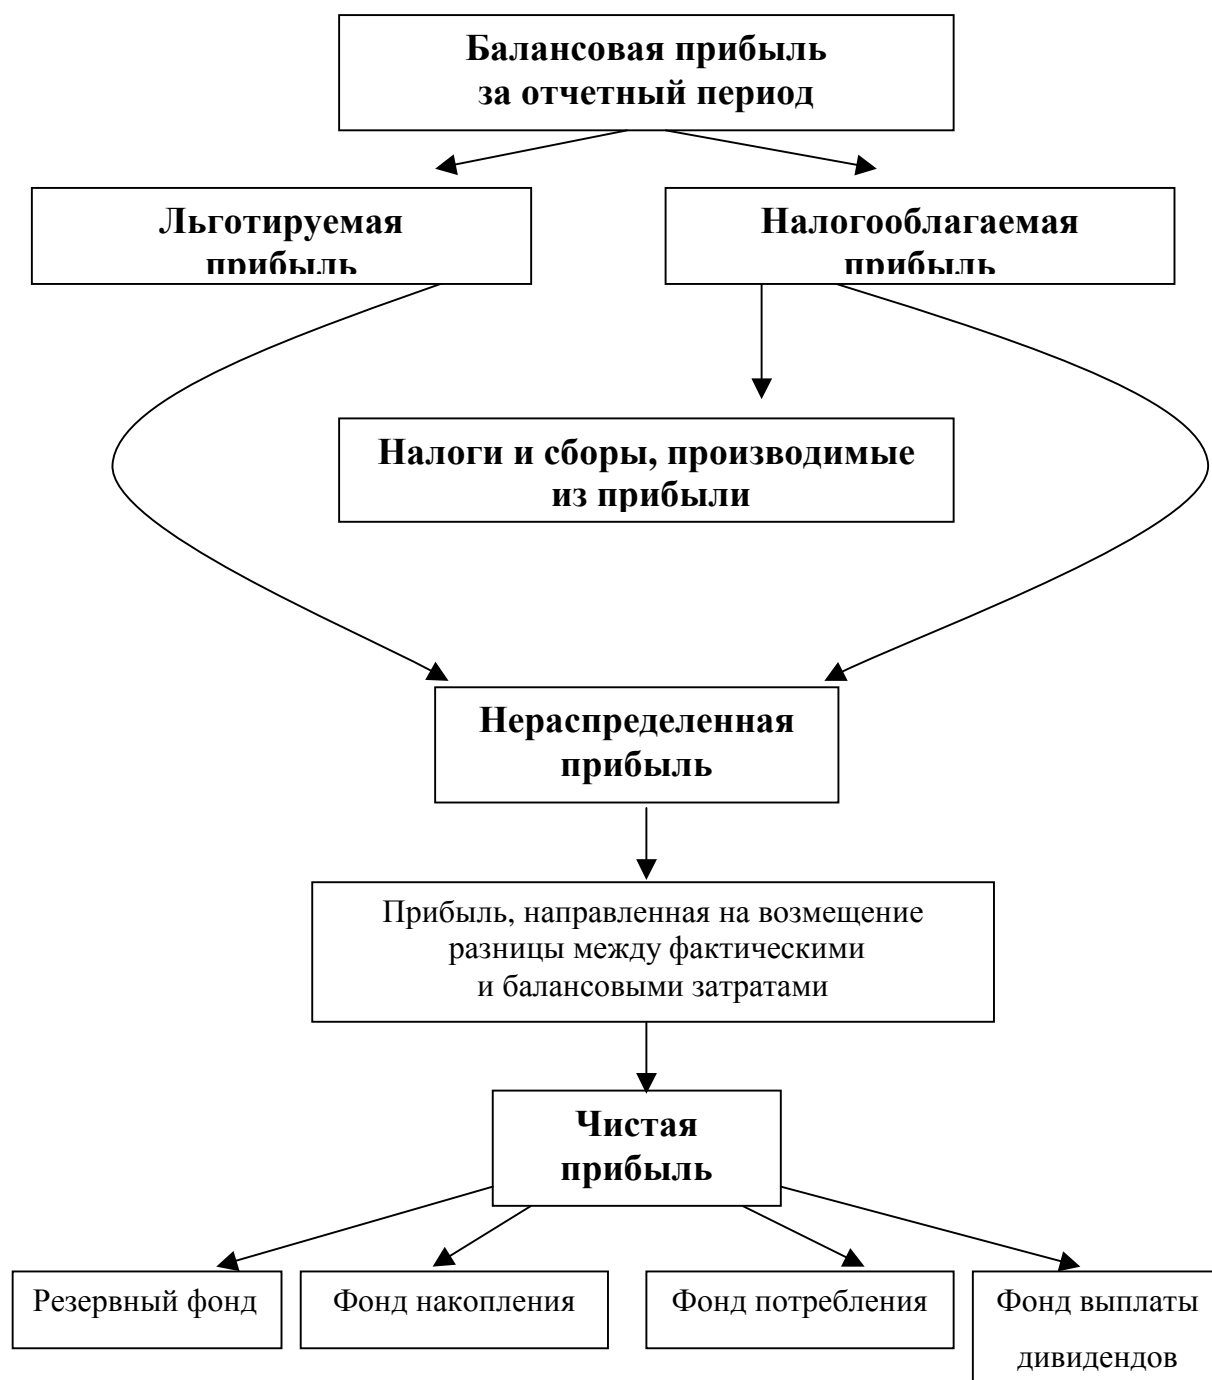 Балансовая прибыль
за отчетный период
Льготируемая
прибыль
Налогооблагаемая
прибыль
Налоги и сборы, производимые
из прибыли
Нераспределенная
прибыль
Прибыль, направленная на возмещение
разницы между фактическими
и балансовыми затратами
Чистая
прибыль
Резервный фонд
Фонд накопления
Фонд потребления
Фонд выплаты
дивидендов